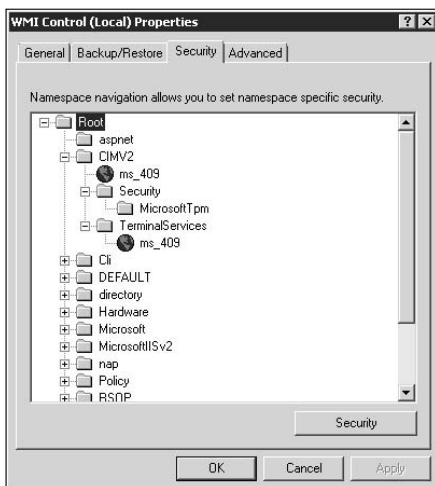 WMI Control (Local) Properties
General Backup/Restore Security Advanced
Namespace navigation allows you to set namespace specific security.
Root
aspnet
CIMV2
ms_409
Security
MicrosoftTpm
TerminalServices
ms_409
Cli
DEFAULT
directory
Hardware
Microsoft
MicrosoftIISv2
nap
Policy
RSOP
Security
OK Cancel Apply